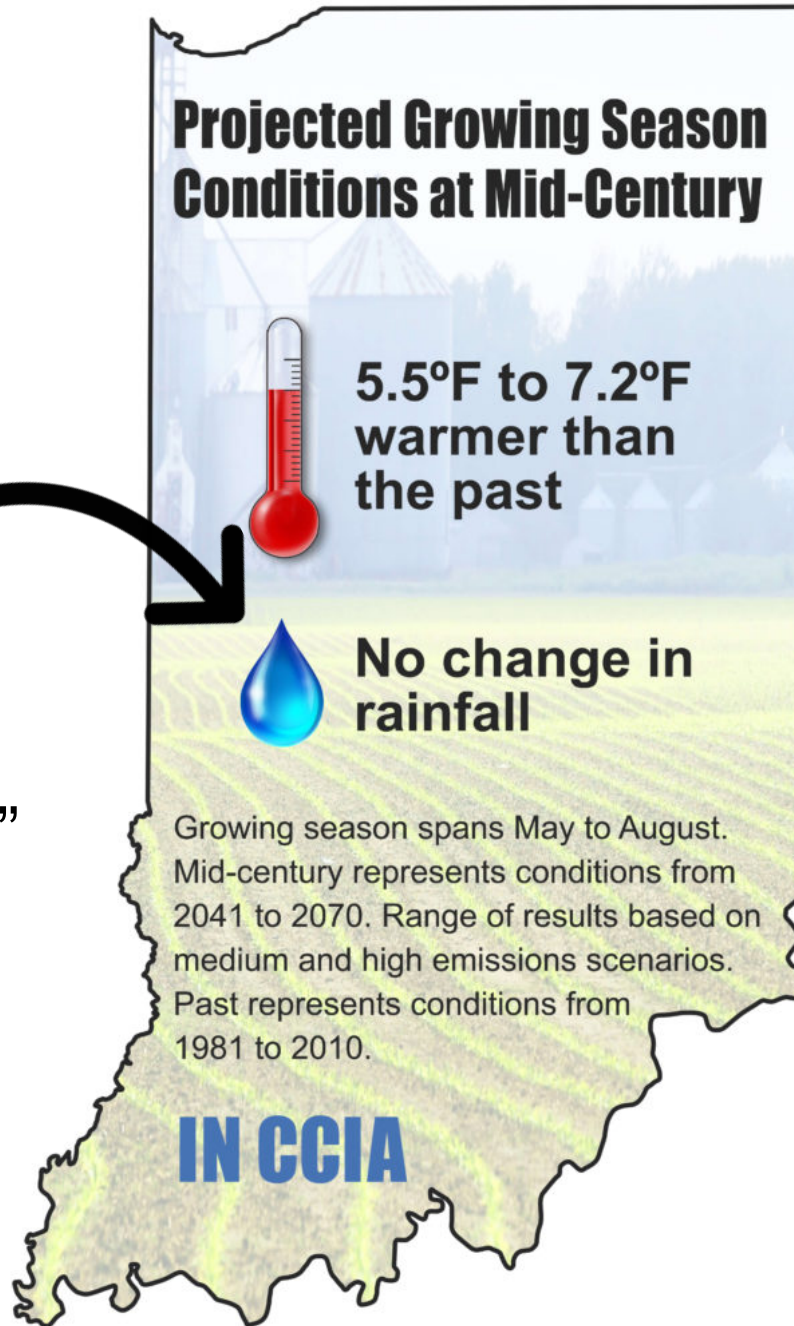 Projected Growing Season
Conditions at Mid-Century
5.5ºF to 7.2ºF
warmer than
the past
No change in
rainfall
”
Growing season spans May to August.
Mid-century represents conditions from
2041 to 2070. Range of results based on
medium and high emissions scenarios.
Past represents conditions from
1981 to 2010.
IN CCIA